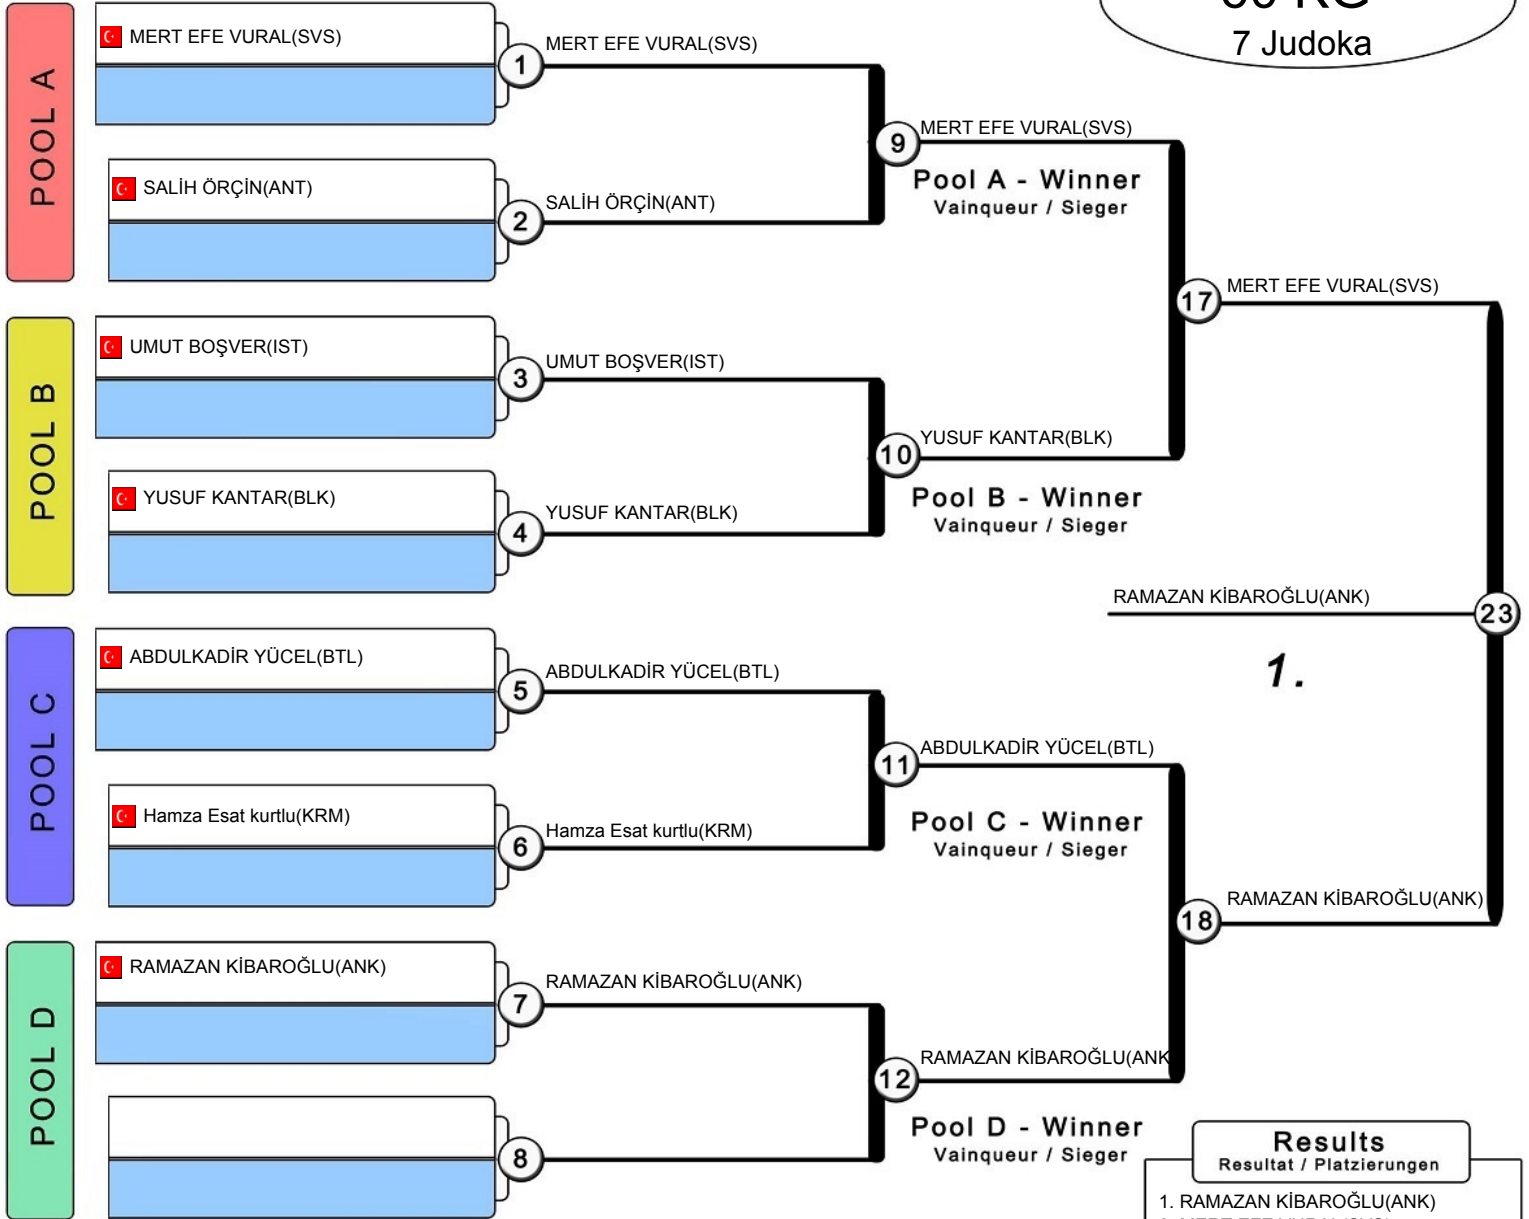 7 Judoka
POOL A
MERT EFE VURAL(SVS)
1
MERT EFE VURAL(SVS)
SALİH ÖRÇİN(ANT)
2
SALİH ÖRÇİN(ANT)
9
MERT EFE VURAL(SVS)
Pool A - Winner
Vainqueur / Sieger
POOL B
UMUT BOŞVER(IST)
3
UMUT BOŞVER(IST)
YUSUF KANTAR(BLK)
4
YUSUF KANTAR(BLK)
10
YUSUF KANTAR(BLK)
Pool B - Winner
Vainqueur / Sieger
17
MERT EFE VURAL(SVS)
POOL C
ABDULKADİR YÜCEL(BTL)
5
ABDULKADİR YÜCEL(BTL)
Hamza Esat kurtlu(KRM)
6
Hamza Esat kurtlu(KRM)
11
ABDULKADİR YÜCEL(BTL)
Pool C - Winner
Vainqueur / Sieger
POOL D
RAMAZAN KİBAROĞLU(ANK)
7
RAMAZAN KİBAROĞLU(ANK)
8
12
RAMAZAN KİBAROĞLU(ANK
Pool D - Winner
Vainqueur / Sieger
18
RAMAZAN KİBAROĞLU(ANK)
RAMAZAN KİBAROĞLU(ANK)
23
1.
Results
Resultat / Platzierungen
1. RAMAZAN KİBAROĞLU(ANK)